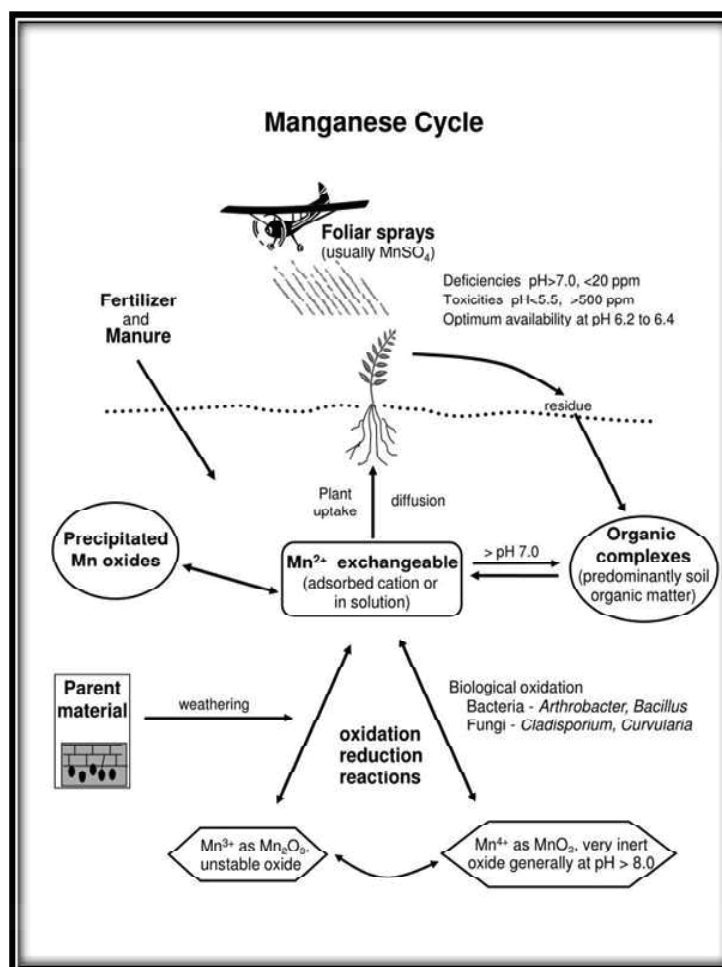 Manganese Cycle
Foliar sprays
(usually MnSO₄)
Deficiencies pH>7.0, <20 ppm
Toxicities pH<5.5, >500 ppm
Optimum availability at pH 6.2 to 6.4
Fertilizer
and
Manure
residue
Plant
uptake
diffusion
Precipitated
Mn oxides
Mn²⁺ exchangeable
(adsorbed cation or
in solution)
> pH 7.0
Organic
complexes
(predominantly soil
organic matter)
Parent
material
weathering
Biological oxidation
Bacteria - Arthrobacter, Bacillus
Fungi - Cladisporium, Curvularia
oxidation
reduction
reactions
Mn³⁺ as Mn₂O₃,
unstable oxide
Mn⁴⁺ as MnO₂, very inert
oxide generally at pH > 8.0